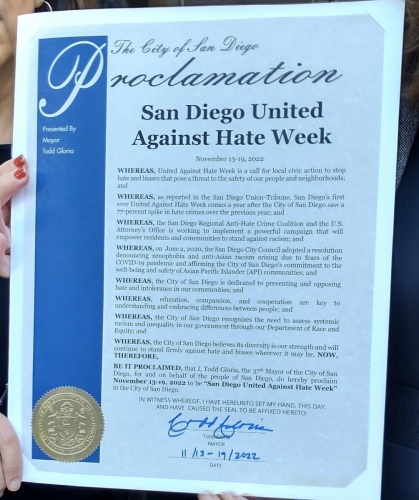 The City of San Diego
Proclamation
Presented By
Mayor
Todd Gloria
San Diego United
Against Hate Week
November 13-19, 2022
WHEREAS, United Against Hate Week is a call for local civic action to stop
hate and biases that pose a threat to the safety of our people and neighborhoods;
and
WHEREAS, as reported in the San Diego Union-Tribune, San Diego's first
ever United Against Hate Week comes a year after the City of San Diego saw a
77-percent spike in hate crimes over the previous year; and
WHEREAS, the San Diego Regional Anti-Hate Crime Coalition and the U.S.
Attorney's Office is working to implement a powerful campaign that will
empower residents and communities to stand against racism; and
WHEREAS, on June 2, 2020, the San Diego City Council adopted a resolution
denouncing xenophobia and anti-Asian racism arising due to fears of the
COVID-19 pandemic and affirming the City of San Diego's commitment to the
well-being and safety of Asian Pacific Islander (API) communities; and
WHEREAS, the City of San Diego is dedicated to preventing and opposing
hate and intolerance in our communities; and
WHEREAS, education, compassion, and cooperation are key to
understanding and embracing differences between people; and
WHEREAS, the City of San Diego recognizes the need to assess systemic
racism and inequality in our government through our Department of Race and
Equity; and
WHEREAS, the City of San Diego believes its diversity is our strength and will
continue to stand firmly against hate and biases wherever it may be; NOW,
THEREFORE,
BE IT PROCLAIMED, that I, Todd Gloria, the 37th Mayor of the City of San
Diego, for and on behalf of the people of San Diego, do hereby proclaim
November 13-19, 2022 to be "San Diego United Against Hate Week"
in the City of San Diego.
IN WITNESS WHEREOF, I HAVE HEREUNTO SET MY HAND, THIS DAY,
AND HAVE CAUSED THE SEAL TO BE AFFIXED HERETO:
MAYOR
11/13-19/2022
DATE